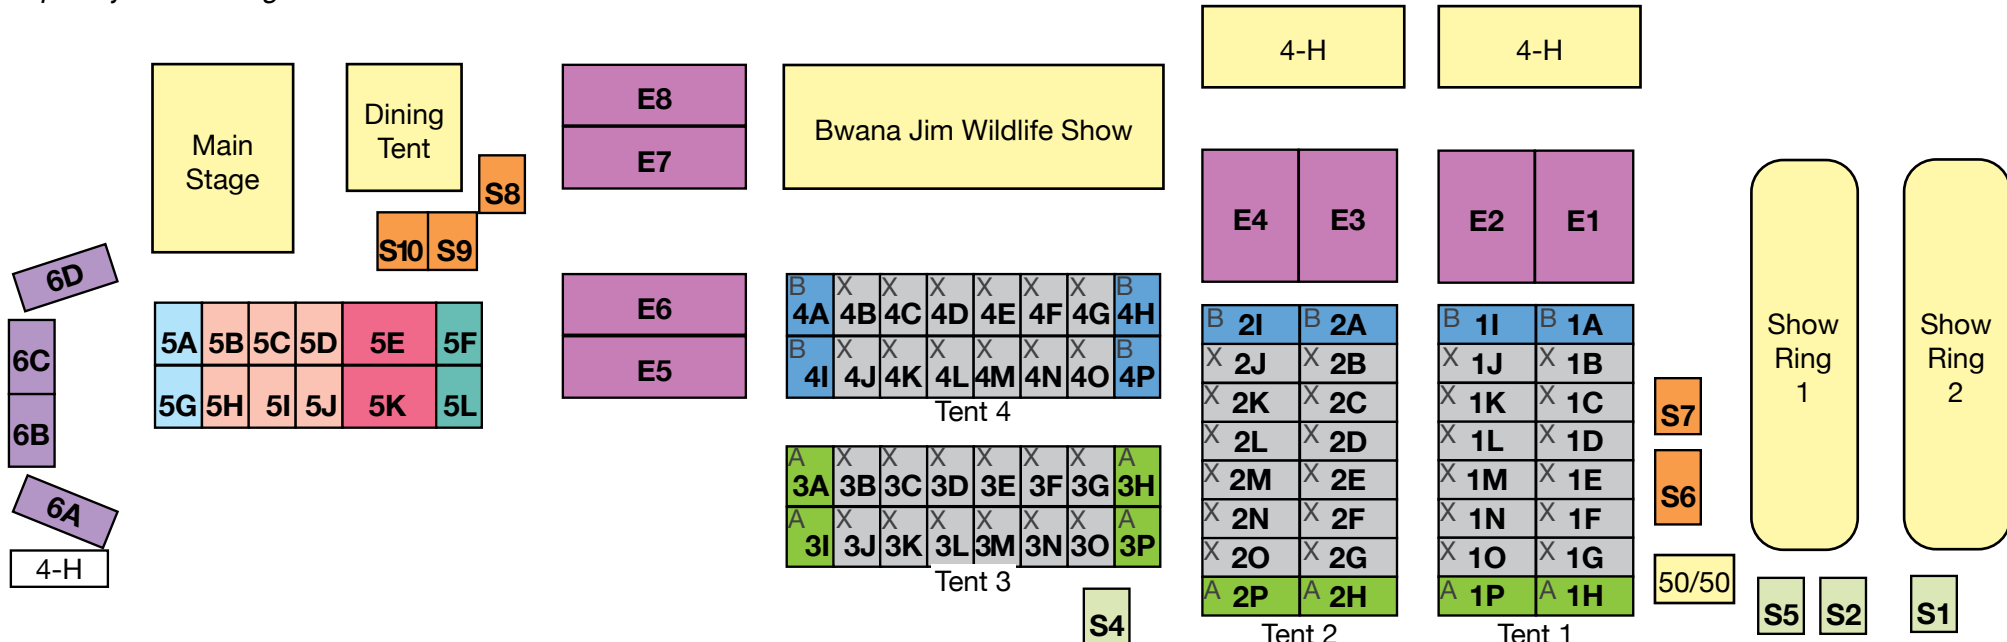 4-H
4-H
Main
Stage
Dining
Tent
S8
S10
S9
E8
E7
Bwana Jim Wildlife Show
E4
E3
E2
E1
Show
Ring
1
Show
Ring
2
6D
6C
6B
6A
4-H
5A 5B 5C 5D 5E 5F
5G 5H 5I 5J 5K 5L
E6
E5
B X X X X X X B
4A 4B 4C 4D 4E 4F 4G 4H
B X X X X X X B
4I 4J 4K 4L 4M 4N 4O 4P
Tent 4
A X X X X X X A
3A 3B 3C 3D 3E 3F 3G 3H
A X X X X X X A
3I 3J 3K 3L 3M 3N 3O 3P
Tent 3
S4
B 2I B 2A
X 2J X 2B
X 2K X 2C
X 2L X 2D
X 2M X 2E
X 2N X 2F
X 2O X 2G
A 2P A 2H
Tent 2
B 1I B 1A
X 1J X 1B
X 1K X 1C
X 1L X 1D
X 1M X 1E
X 1N X 1F
X 1O X 1G
A 1P A 1H
Tent 1
S7
S6
50/50
S5
S2
S1